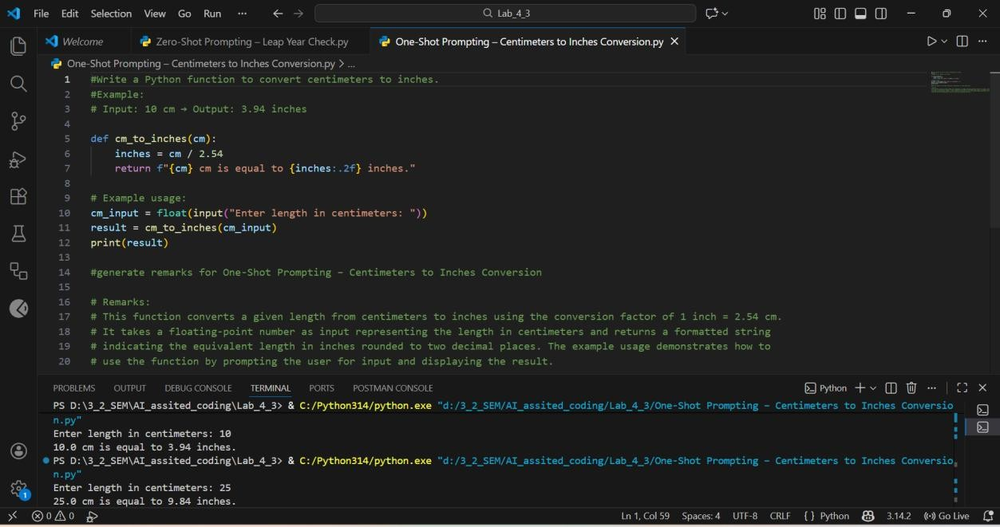 File Edit Selection View Go Run ··· ← → Lab_4_3
Welcome Zero-Shot Prompting – Leap Year Check.py One-Shot Prompting – Centimeters to Inches Conversion.py ×
One-Shot Prompting – Centimeters to Inches Conversion.py > ...
1 #Write a Python function to convert centimeters to inches.
2 #Example:
3 # Input: 10 cm → Output: 3.94 inches
4
5 def cm_to_inches(cm):
6     inches = cm / 2.54
7     return f"{cm} cm is equal to {inches:.2f} inches."
8
9 # Example usage:
10 cm_input = float(input("Enter length in centimeters: "))
11 result = cm_to_inches(cm_input)
12 print(result)
13
14 #generate remarks for One-Shot Prompting – Centimeters to Inches Conversion
15
16 # Remarks:
17 # This function converts a given length from centimeters to inches using the conversion factor of 1 inch = 2.54 cm.
18 # It takes a floating-point number as input representing the length in centimeters and returns a formatted string
19 # indicating the equivalent length in inches rounded to two decimal places. The example usage demonstrates how to
20 # use the function by prompting the user for input and displaying the result.
PROBLEMS OUTPUT DEBUG CONSOLE TERMINAL PORTS POSTMAN CONSOLE Python
PS D:\3_2_SEM\AI_assited_coding\Lab_4_3> & C:/Python314/python.exe "d:/3_2_SEM/AI_assited_coding/Lab_4_3/One-Shot Prompting – Centimeters to Inches Conversio
n.py"
Enter length in centimeters: 10
10.0 cm is equal to 3.94 inches.
PS D:\3_2_SEM\AI_assited_coding\Lab_4_3> & C:/Python314/python.exe "d:/3_2_SEM/AI_assited_coding/Lab_4_3/One-Shot Prompting – Centimeters to Inches Conversio
n.py"
Enter length in centimeters: 25
25.0 cm is equal to 9.84 inches.
1
0 0 Ln 1, Col 59 Spaces: 4 UTF-8 CRLF { } Python 3.14.2 Go Live